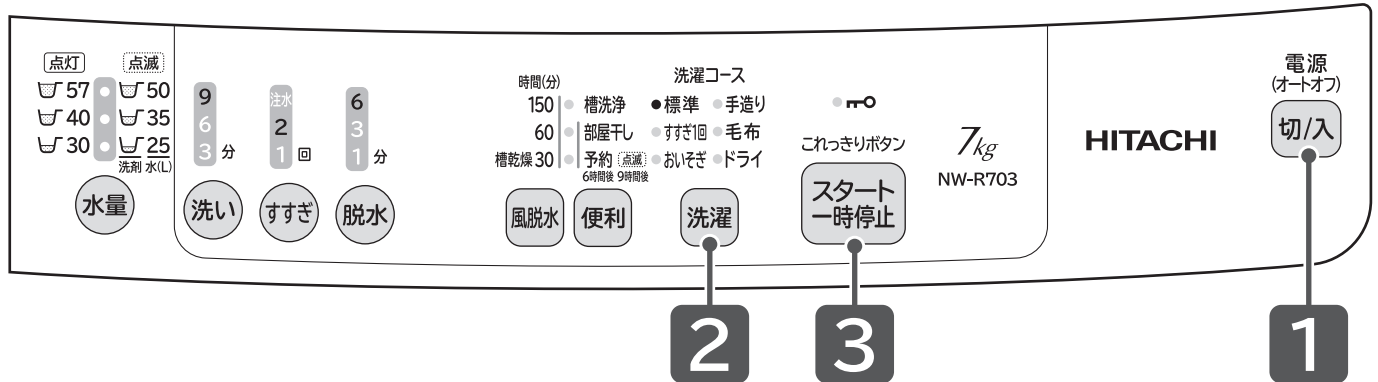 点灯 点滅
57 50
40 35
30 25
洗剤 水(L)
水量
9
6
3 分
洗い
注水
2
1 回
すすぎ
6
3
1 分
脱水
時間(分)
150
60
槽乾燥 30
風脱水
槽洗浄
部屋干し
予約 点滅
6時間後 9時間後
便利
洗濯コース
標準 手造り
すすぎ1回 毛布
おいそぎ ドライ
洗濯
これっきりボタン
スタート
一時停止
7kg
NW-R703
HITACHI
電源
(オートオフ)
切/入
2
3
1